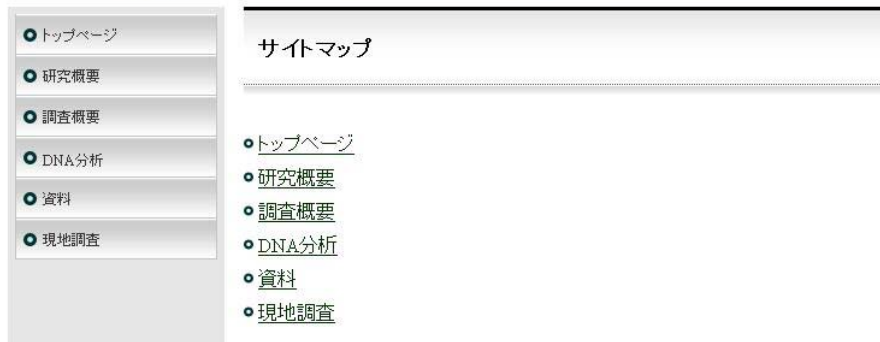 トップページ
研究概要
調査概要
DNA分析
資料
現地調査
サイトマップ
トップページ
研究概要
調査概要
DNA分析
資料
現地調査